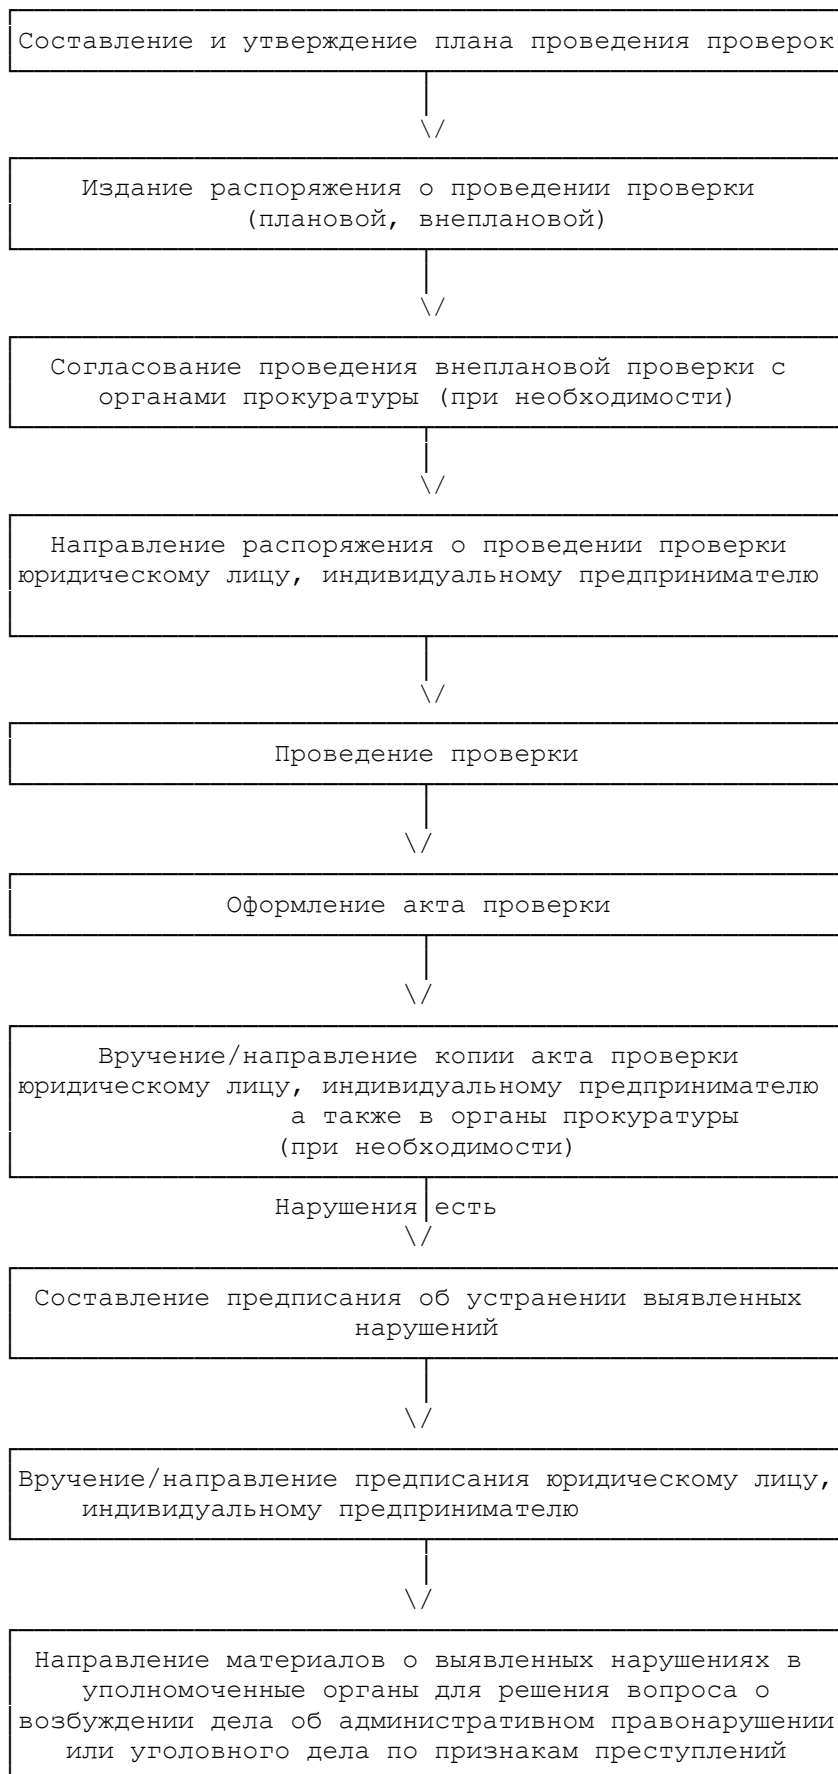 Составление и утверждение плана проведения проверок
\/
Издание распоряжения о проведении проверки
(плановой, внеплановой)
\/
Согласование проведения внеплановой проверки с
органами прокуратуры (при необходимости)
\/
Направление распоряжения о проведении проверки
юридическому лицу, индивидуальному предпринимателю
\/
Проведение проверки
\/
Оформление акта проверки
\/
Вручение/направление копии акта проверки
юридическому лицу, индивидуальному предпринимателю
а также в органы прокуратуры
(при необходимости)
Нарушения есть
\/
Составление предписания об устранении выявленных
нарушений
\/
Вручение/направление предписания юридическому лицу,
индивидуальному предпринимателю
\/
Направление материалов о выявленных нарушениях в
уполномоченные органы для решения вопроса о
возбуждении дела об административном правонарушении
или уголовного дела по признакам преступлений